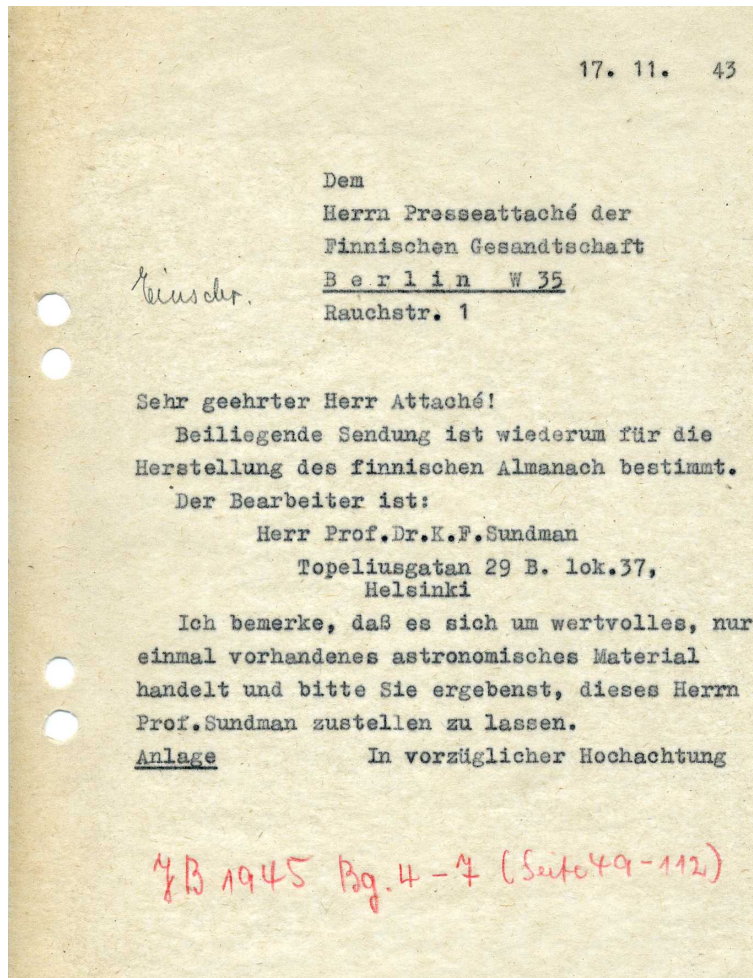 17. 11. 43
Dem
Herrn Presseattaché der
Finnischen Gesandtschaft
Einschr.
B e r l i n  W 35
Rauchstr. 1
Sehr geehrter Herr Attaché!
Beiliegende Sendung ist wiederum für die
Herstellung des finnischen Almanach bestimmt.
Der Bearbeiter ist:
Herr Prof.Dr.K.F.Sundman
Topeliusgatan 29 B. lok.37,
Helsinki
Ich bemerke, daß es sich um wertvolles, nur
einmal vorhandenes astronomisches Material
handelt und bitte Sie ergebenst, dieses Herrn
Prof.Sundman zustellen zu lassen.
Anlage In vorzüglicher Hochachtung
JB 1945 Bg. 4-7 (Seite 49-112)